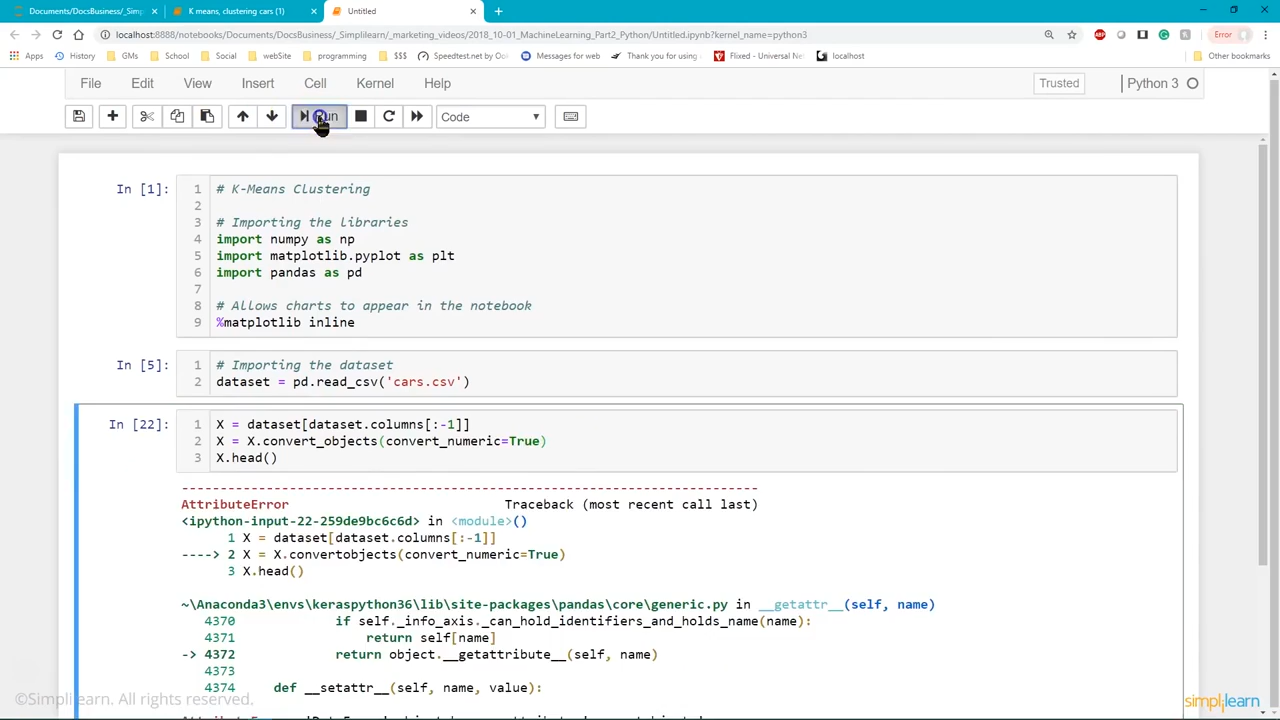 Documents/DocsBusiness/_Simp
K means, clustering cars (1)
Untitled
localhost:8888/notebooks/Documents/DocsBusiness/_Simplilearn/_marketing_videos/2018_10-01_MachineLearning_Part2_Python/Untitled.ipynb?kernel_name=python3
Error
Apps
History
GMs
School
Social
webSite
programming
$$$
Speedtest.net by Oo
Messages for web
Thank you for using
Flixed - Universal Ne
localhost
Other bookmarks
File
Edit
View
Insert
Cell
Kernel
Help
Trusted
Python 3
Run
Code
In [1]:
1 # K-Means Clustering
2
3 # Importing the libraries
4 import numpy as np
5 import matplotlib.pyplot as plt
6 import pandas as pd
7
8 # Allows charts to appear in the notebook
9 %matplotlib inline
In [5]:
1 # Importing the dataset
2 dataset = pd.read_csv('cars.csv')
In [22]:
1 X = dataset[dataset.columns[:-1]]
2 X = X.convert_objects(convert_numeric=True)
3 X.head()
---------------------------------------------------------------------------
AttributeError Traceback (most recent call last)
<ipython-input-22-259de9bc6c6d> in <module>()
1 X = dataset[dataset.columns[:-1]]
----> 2 X = X.convertobjects(convert_numeric=True)
3 X.head()
~\Anaconda3\envs\keraspython36\lib\site-packages\pandas\core\generic.py in __getattr__(self, name)
4370 if self._info_axis._can_hold_identifiers_and_holds_name(name):
4371 return self[name]
-> 4372 return object.__getattribute__(self, name)
4373
4374 def __setattr__(self, name, value):
©Simplilearn. All rights reserved.
simplilearn